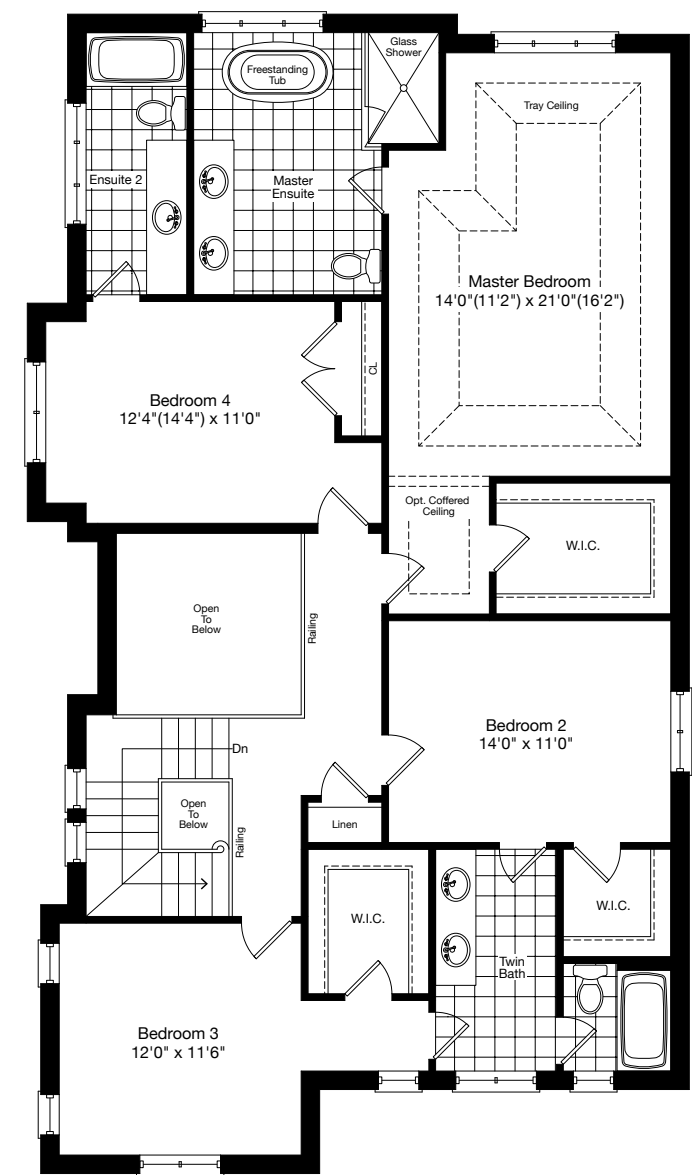 Glass
Shower
Freestanding
Tub
Tray Ceiling
Ensuite 2
Master
Ensuite
Master Bedroom
14'0"(11'2") x 21'0"(16'2")
CL
Bedroom 4
12'4"(14'4") x 11'0"
Opt. Coffered
Ceiling
W.I.C.
Open
To
Below
Railing
Bedroom 2
14'0" x 11'0"
Dn
Open
To
Below
Railing
Linen
W.I.C.
W.I.C.
Twin
Bath
Bedroom 3
12'0" x 11'6"